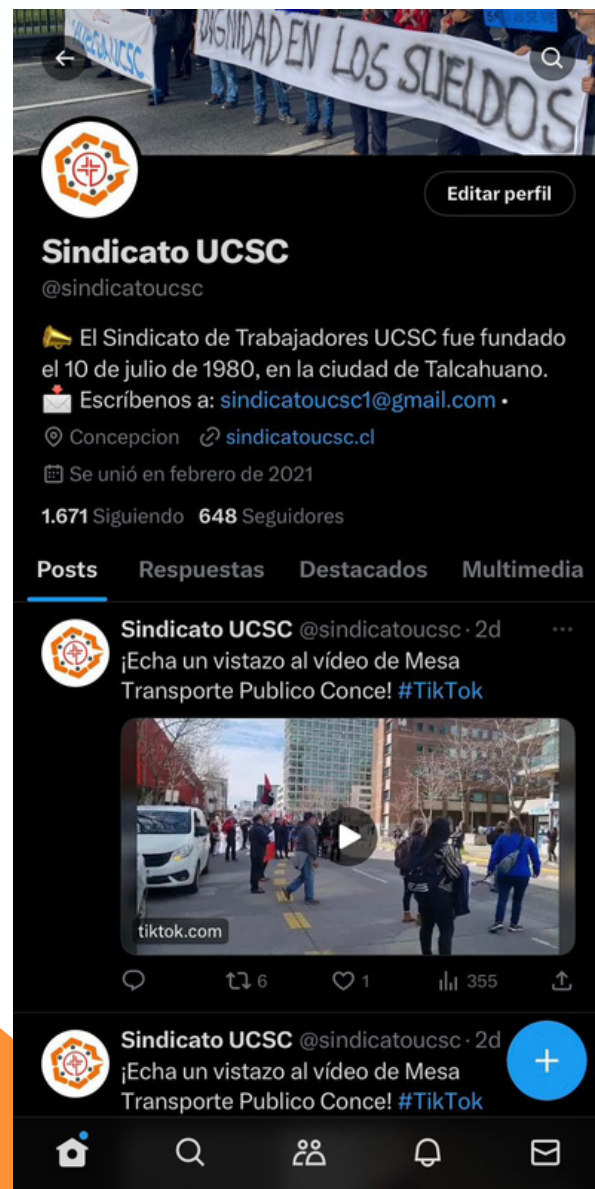 DIGNIDAD EN LOS SUELDOS
Editar perfil
Sindicato UCSC
@sindicatoucsc
El Sindicato de Trabajadores UCSC fue fundado
el 10 de julio de 1980, en la ciudad de Talcahuano.
Escríbenos a: sindicatoucsc1@gmail.com •
Concepcion sindicatoucsc.cl
Se unió en febrero de 2021
1.671 Siguiendo 648 Seguidores
Posts Respuestas Destacados Multimedia
Sindicato UCSC @sindicatoucsc · 2d
¡Echa un vistazo al vídeo de Mesa
Transporte Publico Conce! #TikTok
tiktok.com
6 1 355
Sindicato UCSC @sindicatoucsc · 2d
¡Echa un vistazo al vídeo de Mesa
Transporte Publico Conce! #TikTok